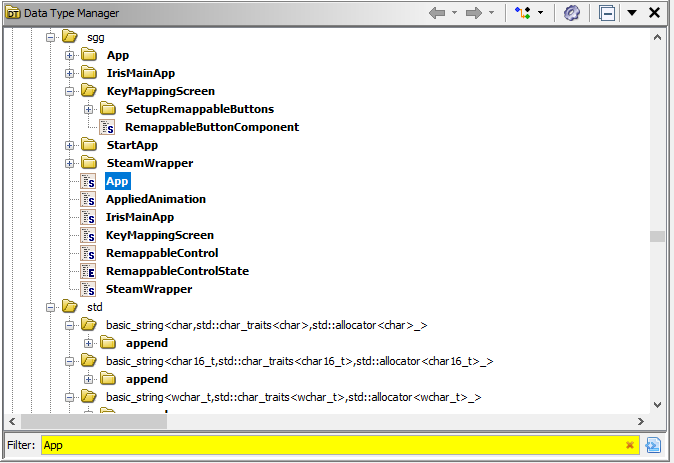 DT Data Type Manager
sgg
App
IrisMainApp
KeyMappingScreen
SetupRemappableButtons
RemappableButtonComponent
StartApp
SteamWrapper
App
AppliedAnimation
IrisMainApp
KeyMappingScreen
RemappableControl
RemappableControlState
SteamWrapper
std
basic_string<char,std::char_traits<char>,std::allocator<char>_>
append
basic_string<char16_t,std::char_traits<char16_t>,std::allocator<char16_t>_>
append
basic_string<wchar_t,std::char_traits<wchar_t>,std::allocator<wchar_t>_>
append
Filter: App